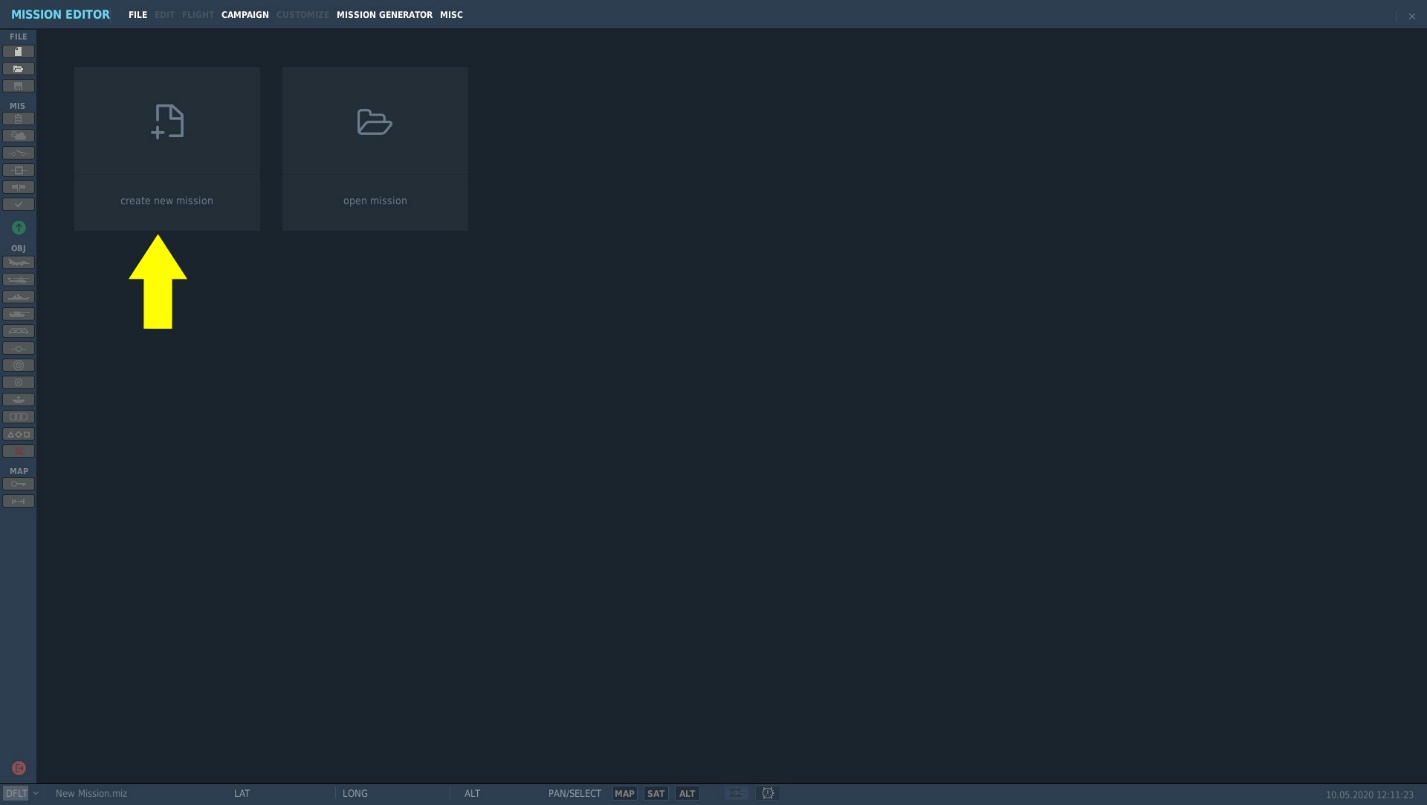 MISSION EDITOR FILE EDIT FLIGHT CAMPAIGN CUSTOMIZE MISSION GENERATOR MISC
FILE
MIS
OBJ
MAP
create new mission
open mission
DFLT New Mission.miz LAT LONG ALT PAN/SELECT MAP SAT ALT 10.05.2020 12:11:23